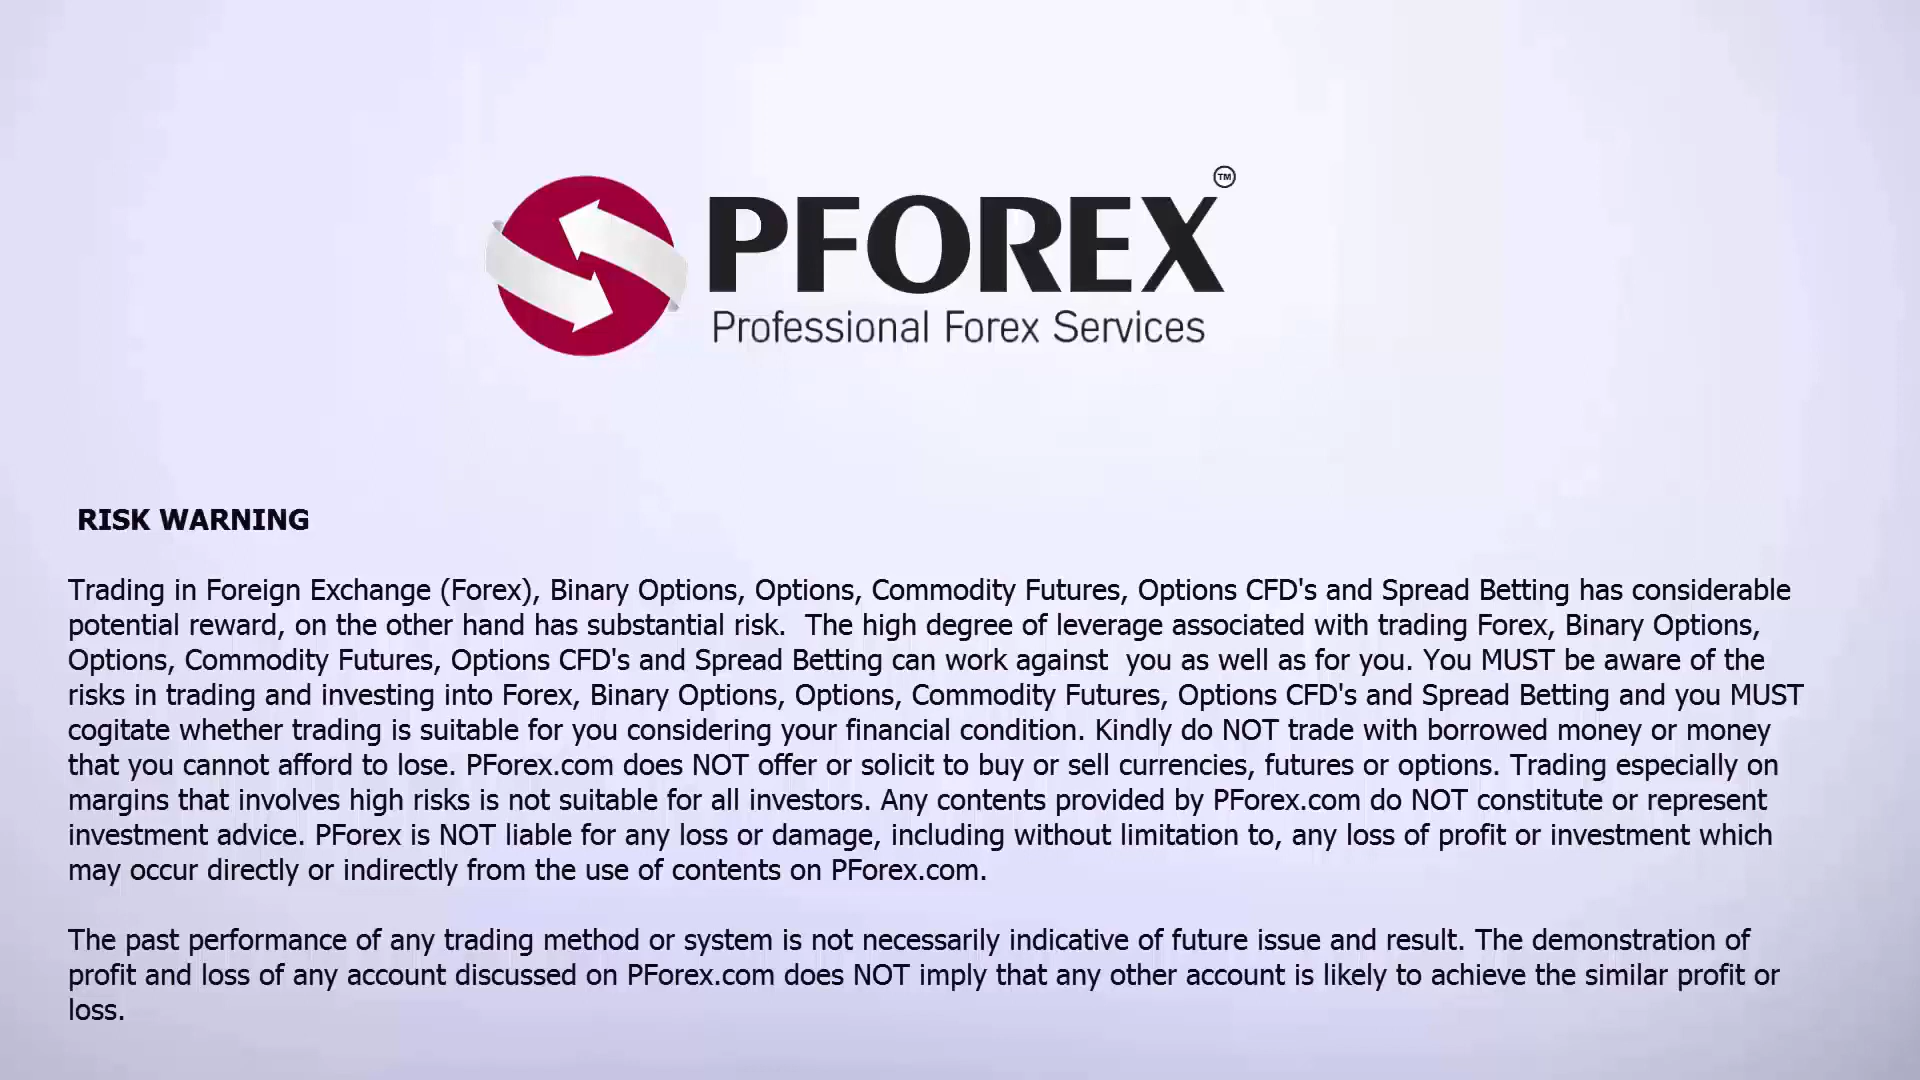 TM
PFOREX
Professional Forex Services
RISK WARNING
Trading in Foreign Exchange (Forex), Binary Options, Options, Commodity Futures, Options CFD's and Spread Betting has considerable
potential reward, on the other hand has substantial risk.  The high degree of leverage associated with trading Forex, Binary Options,
Options, Commodity Futures, Options CFD's and Spread Betting can work against  you as well as for you. You MUST be aware of the
risks in trading and investing into Forex, Binary Options, Options, Commodity Futures, Options CFD's and Spread Betting and you MUST
cogitate whether trading is suitable for you considering your financial condition. Kindly do NOT trade with borrowed money or money
that you cannot afford to lose. PForex.com does NOT offer or solicit to buy or sell currencies, futures or options. Trading especially on
margins that involves high risks is not suitable for all investors. Any contents provided by PForex.com do NOT constitute or represent
investment advice. PForex is NOT liable for any loss or damage, including without limitation to, any loss of profit or investment which
may occur directly or indirectly from the use of contents on PForex.com.
The past performance of any trading method or system is not necessarily indicative of future issue and result. The demonstration of
profit and loss of any account discussed on PForex.com does NOT imply that any other account is likely to achieve the similar profit or
loss.